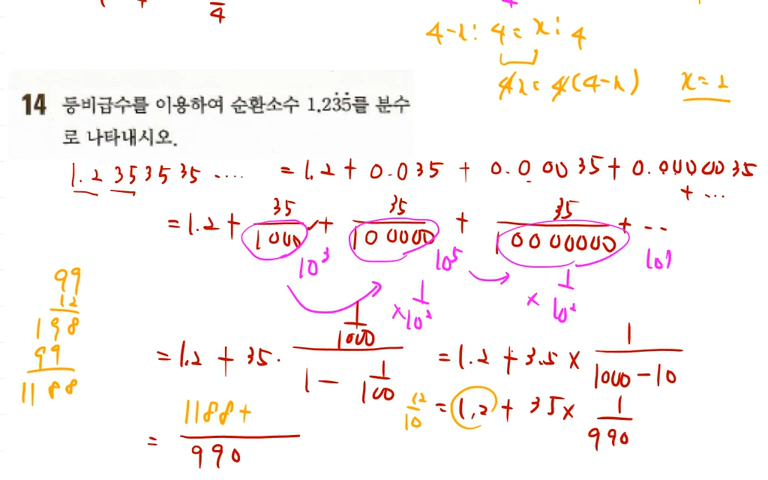 4
4-x : 4 = x : 4
4x = 4(4-x) x=2
14 등비급수를 이용하여 순환소수 1.23̇5̇를 분수
로 나타내시오.
1.2353535.... = 1.2 + 0.035 + 0.00035 + 0.0000035
+ ...
= 1.2 + 35/1000 + 35/100000 + 35/10000000 + ...
10³ 10⁵ 10⁷
×1/10² ×1/10²
= 1.2 + 35 · (1/1000)/(1 - 1/100) = 1.2 + 35 × 1/(1000-10)
12/10 = 1.2 + 35 × 1/990
= 1188+ / 990
99
12
198
99
1188